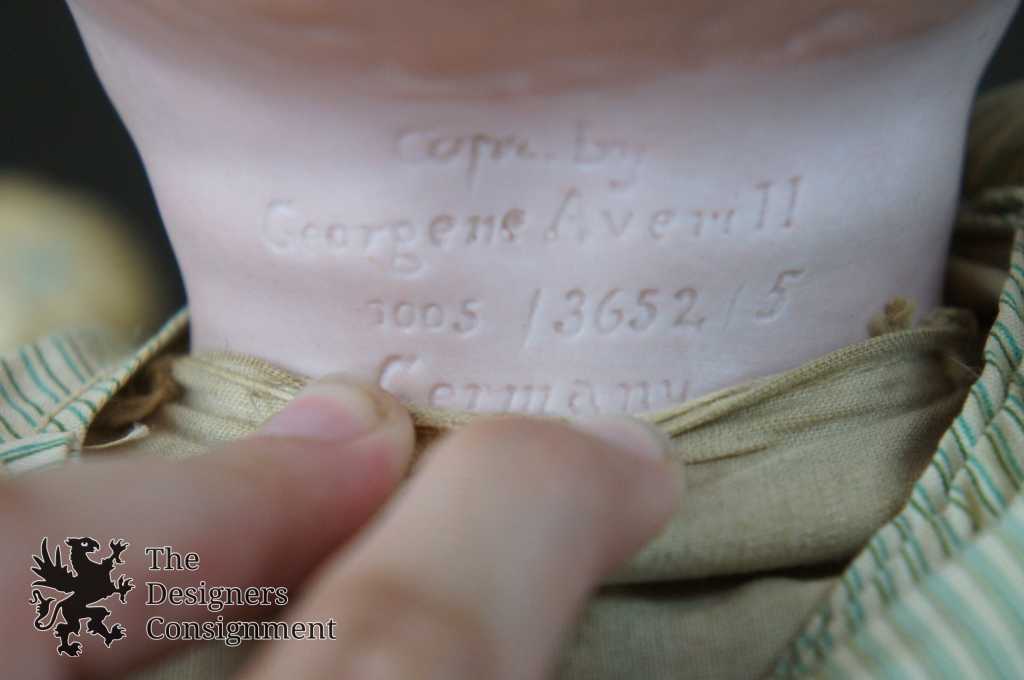 copr. by
Georgene Averill
1005 / 3652 / 5
Germany
The
Designers
Consignment